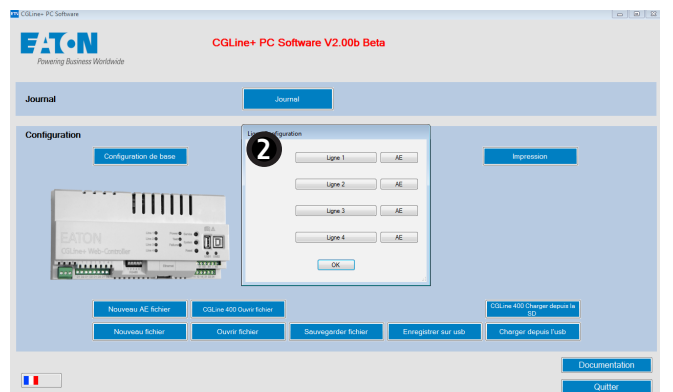 CGLine+ PC Software
EATON
Powering Business Worldwide
CGLine+ PC Software V2.00b Beta
Journal
Journal
Configuration
Configuration de base
2
Ligne 1 AE
Ligne 2 AE
Ligne 3 AE
Ligne 4 AE
OK
Impression
EATON
CGLine+ Web-Controller
Nouveau AE fichier
CGLine 400 Ouvrir fichier
CGLine 400 Charger depuis la SD
Nouveau fichier
Ouvrir fichier
Sauvegarder fichier
Enregistrer sur usb
Charger depuis l'usb
Documentation
Quitter